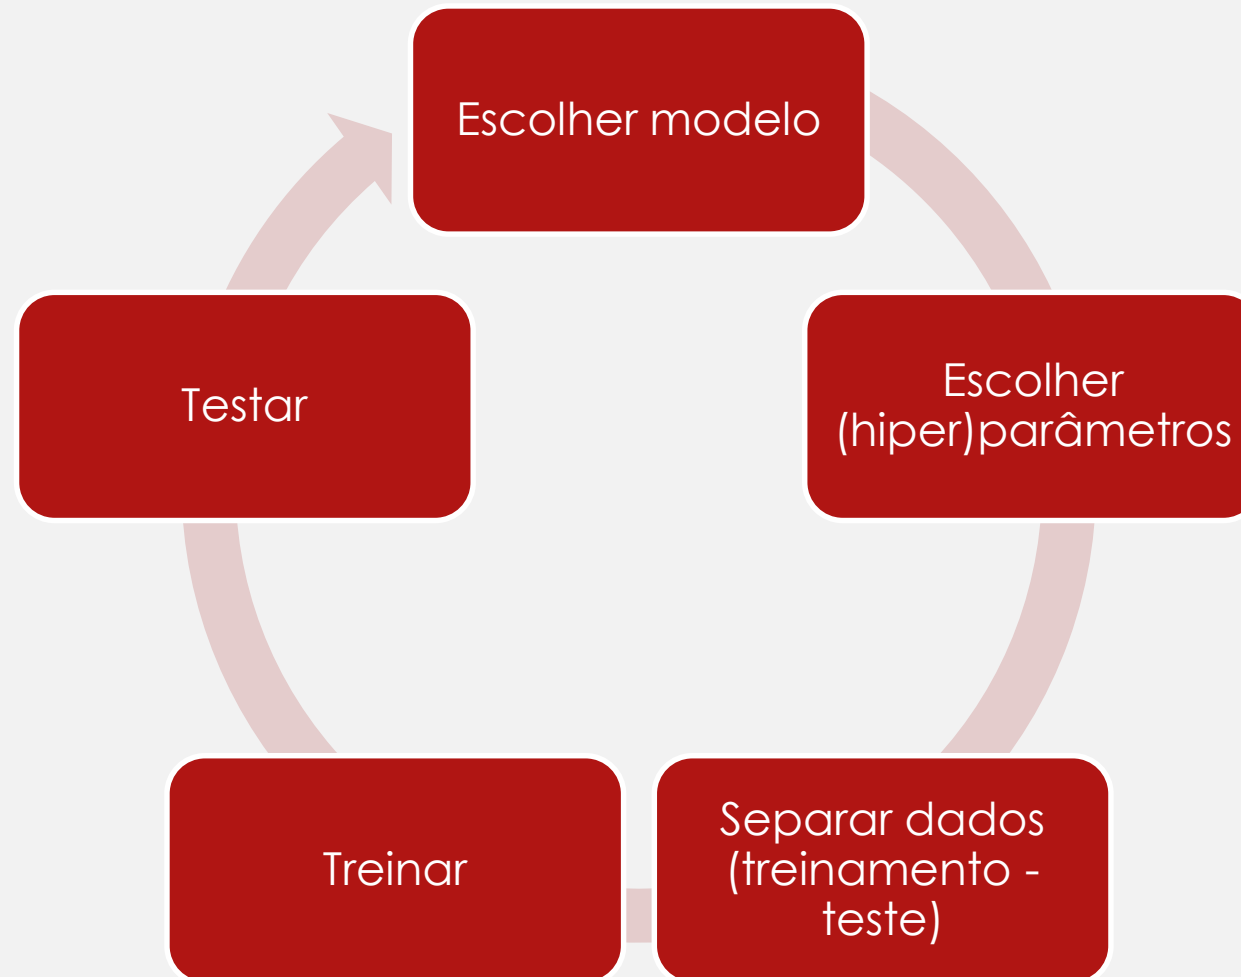 Escolher modelo
Escolher
(hiper)parâmetros
Separar dados
(treinamento -
teste)
Treinar
Testar